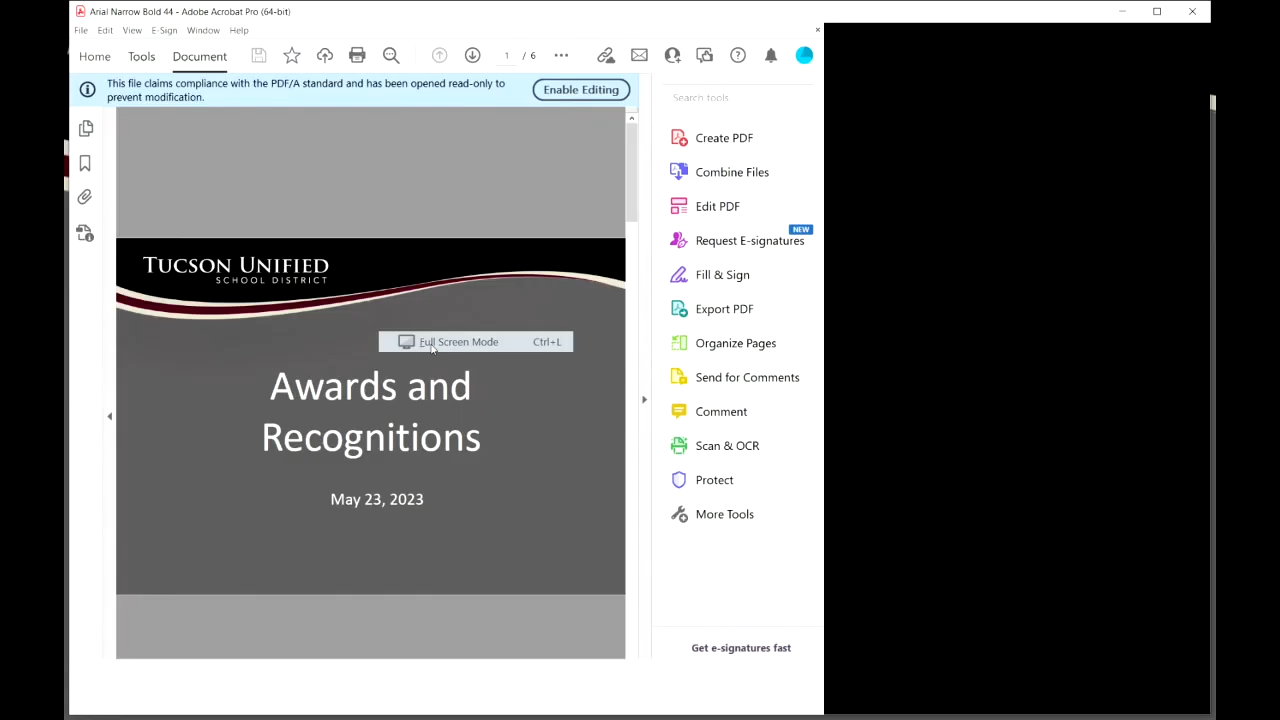 Arial Narrow Bold 44 - Adobe Acrobat Pro (64-bit)
File Edit View E-Sign Window Help
Home Tools Document 1 / 6
This file claims compliance with the PDF/A standard and has been opened read-only to
prevent modification.
Enable Editing
Search tools
Create PDF
Combine Files
Edit PDF
NEW
Request E-signatures
Fill & Sign
Export PDF
Organize Pages
Send for Comments
Comment
Scan & OCR
Protect
More Tools
Get e-signatures fast
TUCSON UNIFIED
SCHOOL DISTRICT
Full Screen Mode Ctrl+L
Awards and
Recognitions
May 23, 2023